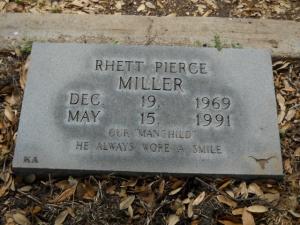 RHETT PIERCE
MILLER
DEC. 19, 1969
MAY 15, 1991
OUR "MANCHILD"
HE ALWAYS WORE A SMILE
KA